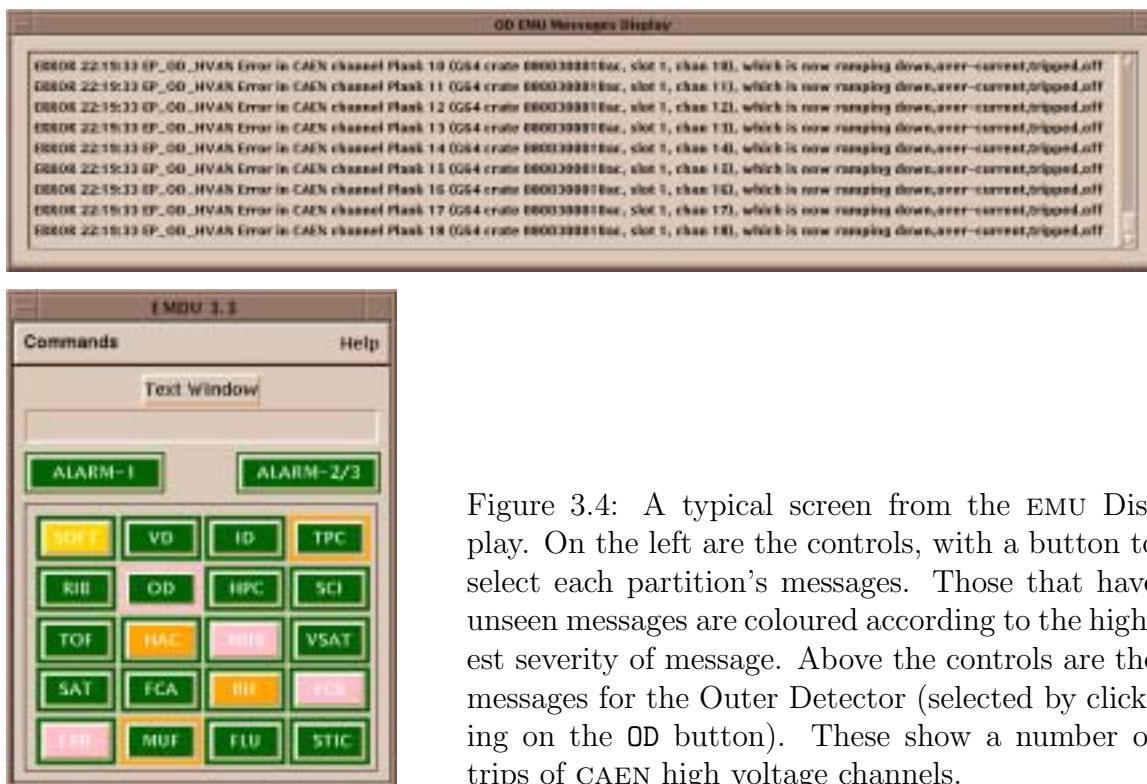 OD EMU Messages Display
ERROR 22:19:33 EP_OD_HVAN Error in CAEN channel Plank 10 (G64 crate slot 1, chan 10), which is now ramping down,over-current,tripped,off
ERROR 22:19:33 EP_OD_HVAN Error in CAEN channel Plank 11 (G64 crate slot 1, chan 11), which is now ramping down,over-current,tripped,off
ERROR 22:19:33 EP_OD_HVAN Error in CAEN channel Plank 12 (G64 crate slot 1, chan 12), which is now ramping down,over-current,tripped,off
ERROR 22:19:33 EP_OD_HVAN Error in CAEN channel Plank 13 (G64 crate slot 1, chan 13), which is now ramping down,over-current,tripped,off
ERROR 22:19:33 EP_OD_HVAN Error in CAEN channel Plank 14 (G64 crate slot 1, chan 14), which is now ramping down,over-current,tripped,off
ERROR 22:19:33 EP_OD_HVAN Error in CAEN channel Plank 15 (G64 crate slot 1, chan 15), which is now ramping down,over-current,tripped,off
ERROR 22:19:33 EP_OD_HVAN Error in CAEN channel Plank 16 (G64 crate slot 1, chan 16), which is now ramping down,over-current,tripped,off
ERROR 22:19:33 EP_OD_HVAN Error in CAEN channel Plank 17 (G64 crate slot 1, chan 17), which is now ramping down,over-current,tripped,off
ERROR 22:19:33 EP_OD_HVAN Error in CAEN channel Plank 18 (G64 crate slot 1, chan 18), which is now ramping down,over-current,tripped,off
EMDU 3.3
Commands Help
Text Window
ALARM-1 ALARM-2/3
SOFT VD ID TPC
RIB OD HPC SCI
TOF HAC VSAT
SAT FCA RIF FCB
MUF FLU STIC
Figure 3.4: A typical screen from the EMU Dis
play. On the left are the controls, with a button to
select each partition's messages. Those that have
unseen messages are coloured according to the high
est severity of message. Above the controls are the
messages for the Outer Detector (selected by click
ing on the OD button). These show a number o
trips of CAEN high voltage channels.